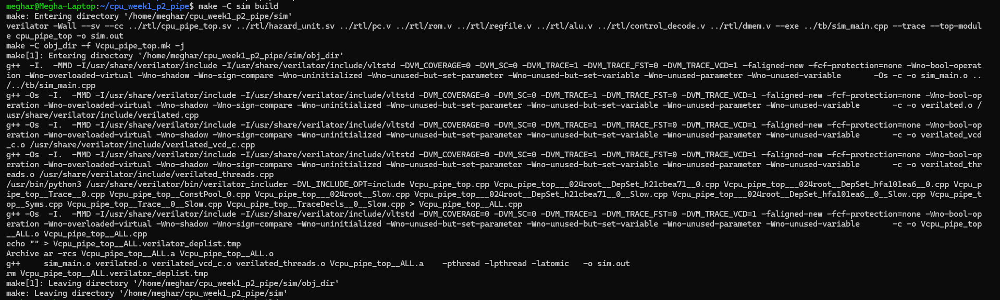 meghar@Megha-Laptop:~/cpu_week1_p2_pipe$ make -C sim build
make: Entering directory '/home/meghar/cpu_week1_p2_pipe/sim'
verilator -Wall --sv --cc ../rtl/cpu_pipe_top.sv ../rtl/hazard_unit.sv ../rtl/pc.v ../rtl/rom.v ../rtl/regfile.v ../rtl/alu.v ../rtl/control_decode.v ../rtl/dmem.v --exe ../tb/sim_main.cpp --trace --top-modul
e cpu_pipe_top -o sim.out
make -C obj_dir -f Vcpu_pipe_top.mk -j
make[1]: Entering directory '/home/meghar/cpu_week1_p2_pipe/sim/obj_dir'
g++  -I.  -MMD -I/usr/share/verilator/include -I/usr/share/verilator/include/vltstd -DVM_COVERAGE=0 -DVM_SC=0 -DVM_TRACE=1 -DVM_TRACE_FST=0 -DVM_TRACE_VCD=1 -faligned-new -fcf-protection=none -Wno-bool-operat
ion -Wno-overloaded-virtual -Wno-shadow -Wno-sign-compare -Wno-uninitialized -Wno-unused-but-set-parameter -Wno-unused-but-set-variable -Wno-unused-parameter -Wno-unused-variable       -Os -c -o sim_main.o ..
/../tb/sim_main.cpp
g++ -Os  -I.  -MMD -I/usr/share/verilator/include -I/usr/share/verilator/include/vltstd -DVM_COVERAGE=0 -DVM_SC=0 -DVM_TRACE=1 -DVM_TRACE_FST=0 -DVM_TRACE_VCD=1 -faligned-new -fcf-protection=none -Wno-bool-op
eration -Wno-overloaded-virtual -Wno-shadow -Wno-sign-compare -Wno-uninitialized -Wno-unused-but-set-parameter -Wno-unused-but-set-variable -Wno-unused-parameter -Wno-unused-variable       -c -o verilated.o /
usr/share/verilator/include/verilated.cpp
g++ -Os  -I.  -MMD -I/usr/share/verilator/include -I/usr/share/verilator/include/vltstd -DVM_COVERAGE=0 -DVM_SC=0 -DVM_TRACE=1 -DVM_TRACE_FST=0 -DVM_TRACE_VCD=1 -faligned-new -fcf-protection=none -Wno-bool-op
eration -Wno-overloaded-virtual -Wno-shadow -Wno-sign-compare -Wno-uninitialized -Wno-unused-but-set-parameter -Wno-unused-but-set-variable -Wno-unused-parameter -Wno-unused-variable       -c -o verilated_vcd
_c.o /usr/share/verilator/include/verilated_vcd_c.cpp
g++ -Os  -I.  -MMD -I/usr/share/verilator/include -I/usr/share/verilator/include/vltstd -DVM_COVERAGE=0 -DVM_SC=0 -DVM_TRACE=1 -DVM_TRACE_FST=0 -DVM_TRACE_VCD=1 -faligned-new -fcf-protection=none -Wno-bool-op
eration -Wno-overloaded-virtual -Wno-shadow -Wno-sign-compare -Wno-uninitialized -Wno-unused-but-set-parameter -Wno-unused-but-set-variable -Wno-unused-parameter -Wno-unused-variable       -c -o verilated_thr
eads.o /usr/share/verilator/include/verilated_threads.cpp
/usr/bin/python3 /usr/share/verilator/bin/verilator_includer -DVL_INCLUDE_OPT=include Vcpu_pipe_top.cpp Vcpu_pipe_top___024root__DepSet_h21cbea71__0.cpp Vcpu_pipe_top___024root__DepSet_hfa101ea6__0.cpp Vcpu_p
ipe_top__Trace__0.cpp Vcpu_pipe_top__ConstPool_0.cpp Vcpu_pipe_top___024root__Slow.cpp Vcpu_pipe_top___024root__DepSet_h21cbea71__0__Slow.cpp Vcpu_pipe_top___024root__DepSet_hfa101ea6__0__Slow.cpp Vcpu_pipe_t
op__Syms.cpp Vcpu_pipe_top__Trace__0__Slow.cpp Vcpu_pipe_top__TraceDecls__0__Slow.cpp > Vcpu_pipe_top__ALL.cpp
g++ -Os  -I.  -MMD -I/usr/share/verilator/include -I/usr/share/verilator/include/vltstd -DVM_COVERAGE=0 -DVM_SC=0 -DVM_TRACE=1 -DVM_TRACE_FST=0 -DVM_TRACE_VCD=1 -faligned-new -fcf-protection=none -Wno-bool-op
eration -Wno-overloaded-virtual -Wno-shadow -Wno-sign-compare -Wno-uninitialized -Wno-unused-but-set-parameter -Wno-unused-but-set-variable -Wno-unused-parameter -Wno-unused-variable       -c -o Vcpu_pipe_top
__ALL.o Vcpu_pipe_top__ALL.cpp
echo "" > Vcpu_pipe_top__ALL.verilator_deplist.tmp
Archive ar -rcs Vcpu_pipe_top__ALL.a Vcpu_pipe_top__ALL.o
g++     sim_main.o verilated.o verilated_vcd_c.o verilated_threads.o Vcpu_pipe_top__ALL.a    -pthread -lpthread -latomic   -o sim.out
rm Vcpu_pipe_top__ALL.verilator_deplist.tmp
make[1]: Leaving directory '/home/meghar/cpu_week1_p2_pipe/sim/obj_dir'
make: Leaving directory '/home/meghar/cpu_week1_p2_pipe/sim'